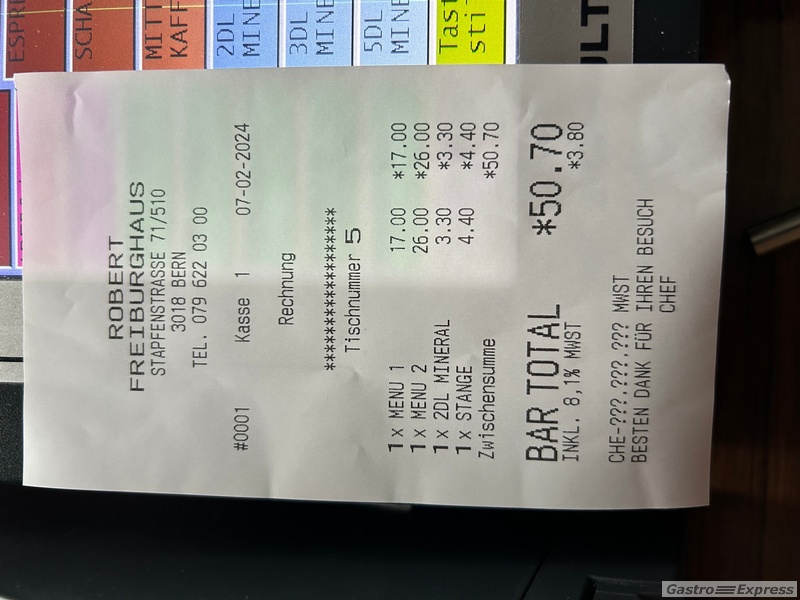 ESPRE
SCHA
MITT
KAFF
2DL
MINE
3DL
MINE
5DL
MINE
Tast
sti
ULT
ROBERT
FREIBURGHAUS
STAPFENSTRASSE 71/510
3018 BERN
TEL. 079 622 03 00
#0001 Kasse 1 07-02-2024
Rechnung
********************
Tischnummer 5
1 x MENU 1 17.00 *17.00
1 x MENU 2 26.00 *26.00
1 x 2DL MINERAL 3.30 *3.30
1 x STANGE 4.40 *4.40
Zwischensumme *50.70
BAR TOTAL *50.70
INKL. 8,1% MWST *3.80
CHE-???.???.??? MWST
BESTEN DANK FÜR IHREN BESUCH
CHEF
Gastro Express